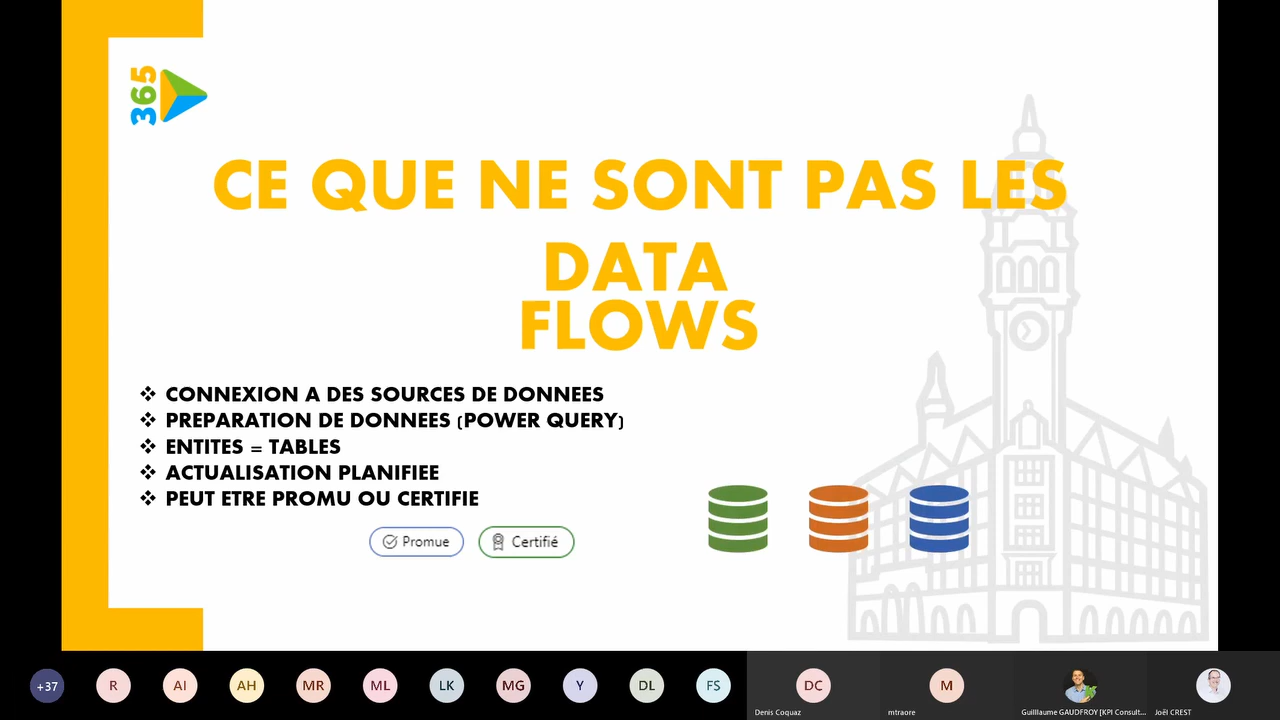 365
CE QUE NE SONT PAS LES
DATA
FLOWS
❖ CONNEXION A DES SOURCES DE DONNEES
❖ PREPARATION DE DONNEES (POWER QUERY)
❖ ENTITES = TABLES
❖ ACTUALISATION PLANIFIEE
❖ PEUT ETRE PROMU OU CERTIFIE
Promue
Certifié
+37
R
AI
AH
MR
ML
LK
MG
Y
DL
FS
DC
M
Denis Coquaz
mtraore
Guilllaume GAUDFROY [KPI Consult...
Joël CREST